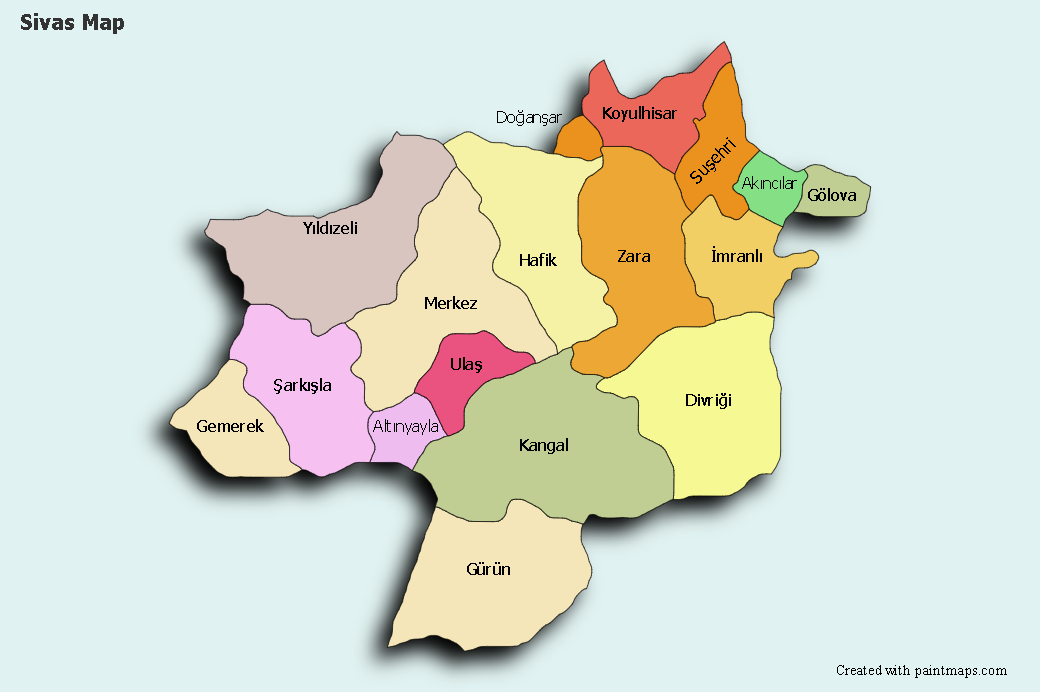 Sivas Map
Koyulhisar
Doğanşar
Suşehri
Akıncılar
Gölova
Yıldızeli
Hafik
Zara
İmranlı
Merkez
Ulaş
Şarkışla
Divriği
Gemerek
Altınyayla
Kangal
Gürün
Created with paintmaps.com